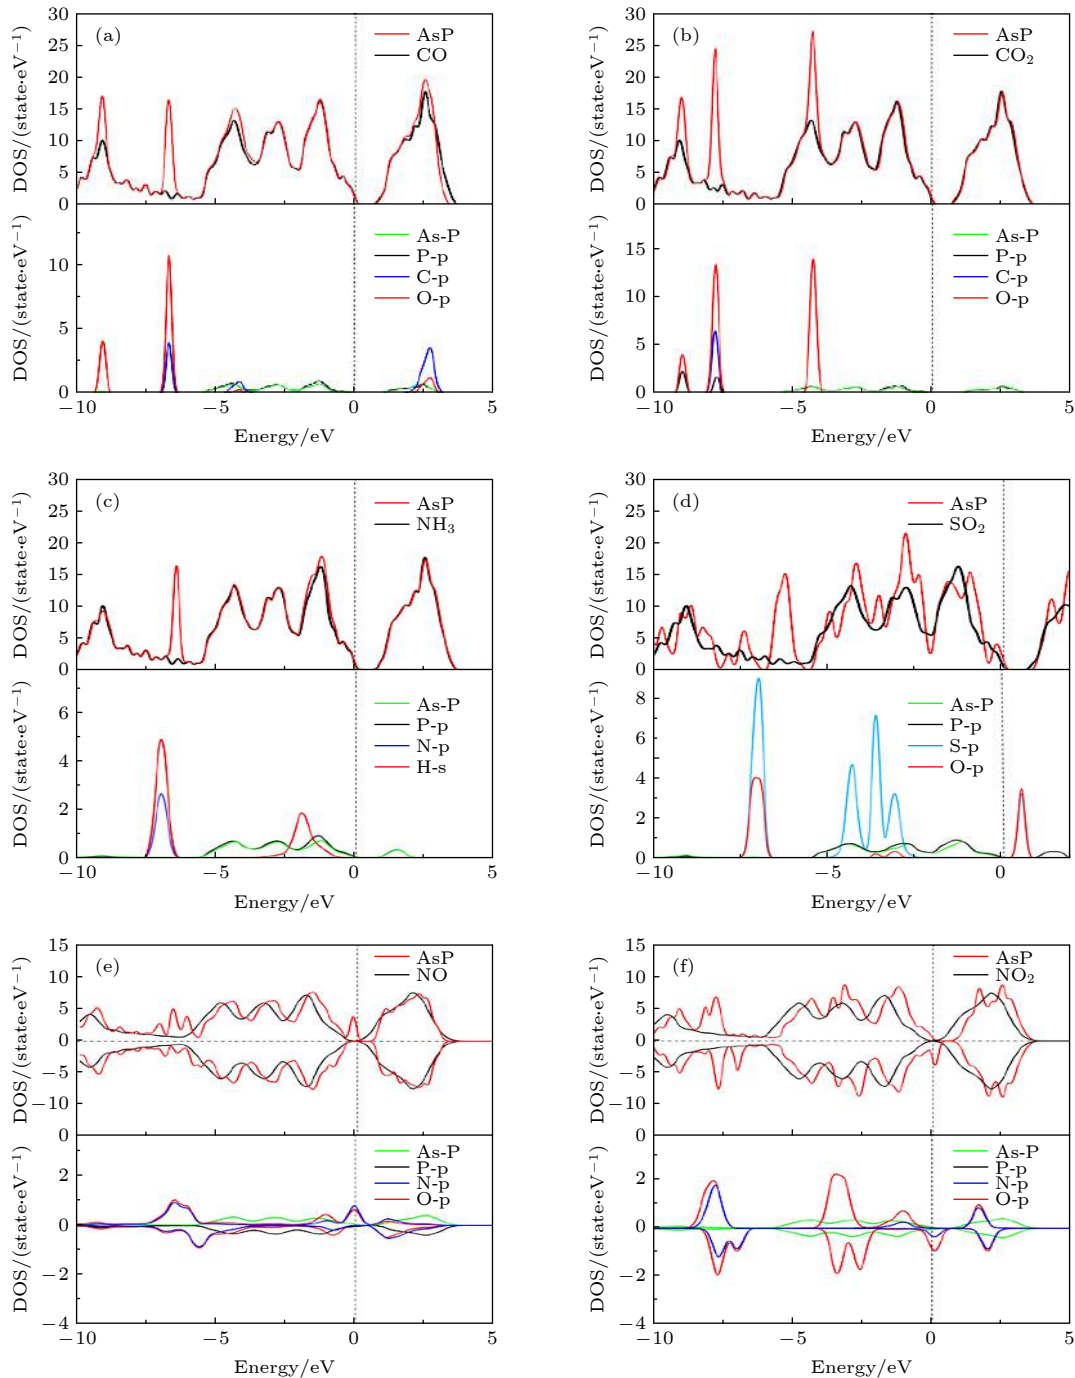 (a)
AsP
CO
DOS/(state·eV⁻¹)
30
25
20
15
10
5
0
As-P
P-p
C-p
O-p
DOS/(state·eV⁻¹)
10
5
0
−10
−5
0
5
Energy/eV
(b)
AsP
CO₂
DOS/(state·eV⁻¹)
30
25
20
15
10
5
0
As-P
P-p
C-p
O-p
DOS/(state·eV⁻¹)
15
10
5
0
−10
−5
0
5
Energy/eV
(c)
AsP
NH₃
DOS/(state·eV⁻¹)
30
25
20
15
10
5
0
As-P
P-p
N-p
H-s
DOS/(state·eV⁻¹)
6
4
2
0
−10
−5
0
5
Energy/eV
(d)
AsP
SO₂
DOS/(state·eV⁻¹)
30
25
20
15
10
5
0
As-P
P-p
S-p
O-p
DOS/(state·eV⁻¹)
8
6
4
2
0
−5
0
Energy/eV
(e)
AsP
NO
DOS/(state·eV⁻¹)
15
10
5
0
−5
−10
0
As-P
P-p
N-p
O-p
DOS/(state·eV⁻¹)
2
0
−2
−4
−10
−5
0
5
Energy/eV
(f)
AsP
NO₂
DOS/(state·eV⁻¹)
15
10
5
0
−5
−10
0
As-P
P-p
N-p
O-p
DOS/(state·eV⁻¹)
2
0
−2
−4
−10
−5
0
5
Energy/eV